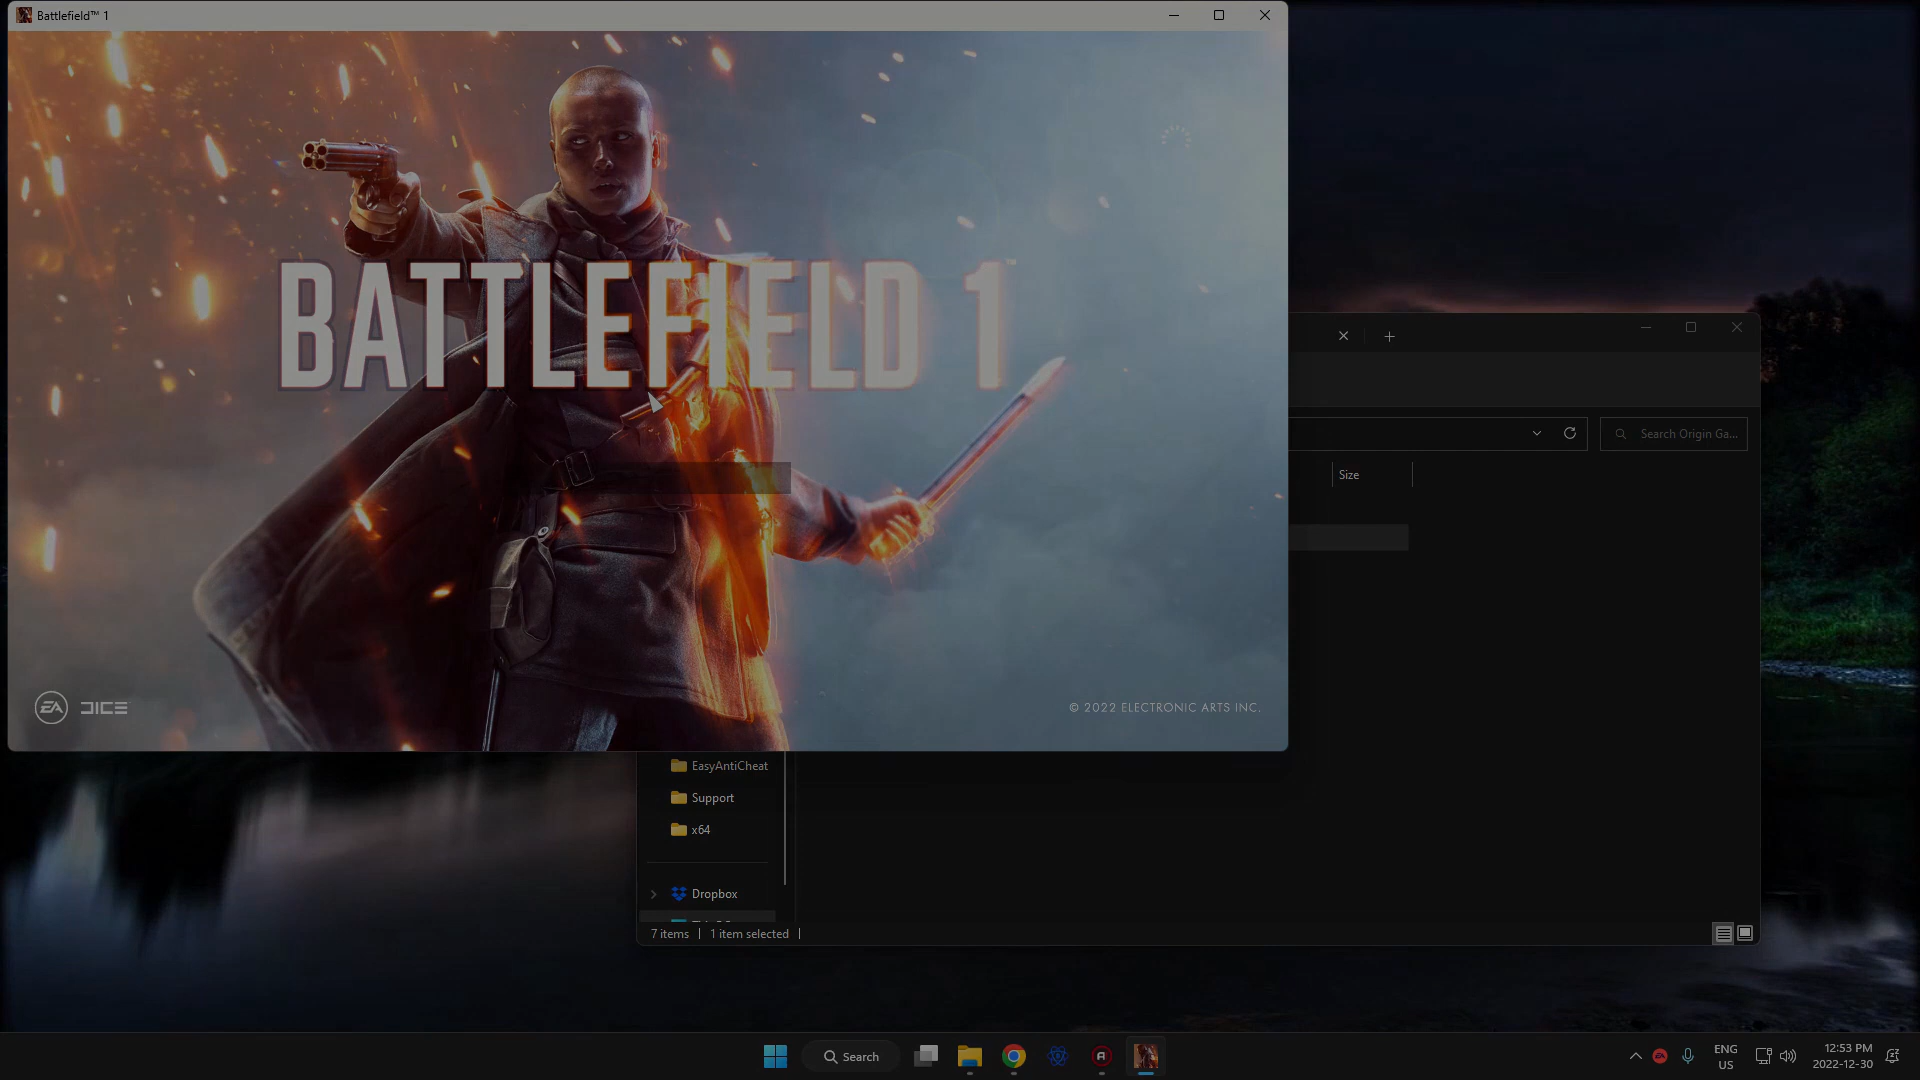 Battlefield™ 1
BATTLEFIELD 1™
EA DICE
© 2022 ELECTRONIC ARTS INC.
Search Origin Ga...
Size
EasyAntiCheat
Support
x64
Dropbox
7 items
1 item selected
Search
ENG
US
12:53 PM
2022-12-30